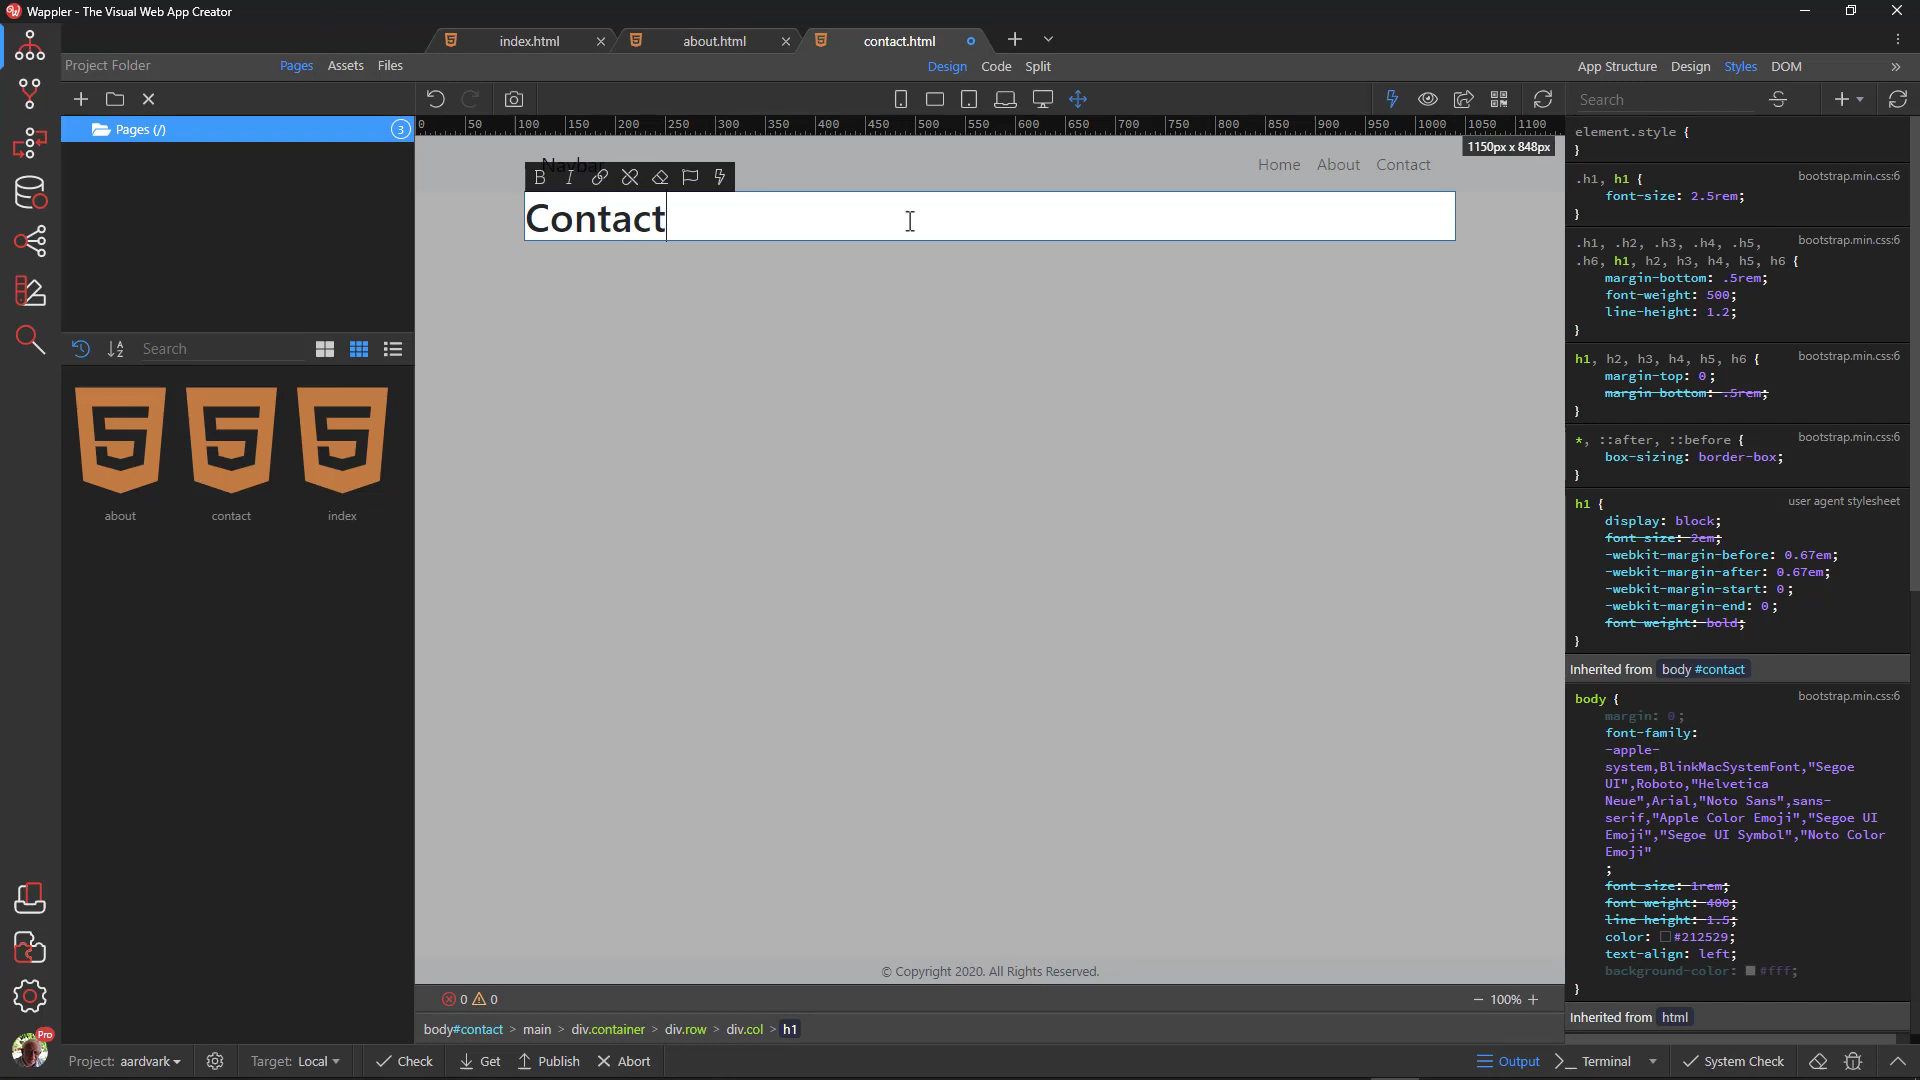 Wappler - The Visual Web App Creator
index.html
about.html
contact.html
Project Folder
Pages Assets Files
Design Code Split
App Structure Design Styles DOM
Search
Pages (/)
3
0 50 100 150 200 250 300 350 400 450 500 550 600 650 700 750 800 850 900 950 1000 1050 1100
1150px x 848px
Navbar
Home About Contact
B I
Contact
Search
about
contact
index
© Copyright 2020. All Rights Reserved.
element.style {
}
.h1, h1 {
bootstrap.min.css:6
font-size: 2.5rem;
}
.h1, .h2, .h3, .h4, .h5,
bootstrap.min.css:6
.h6, h1, h2, h3, h4, h5, h6 {
margin-bottom: .5rem;
font-weight: 500;
line-height: 1.2;
}
h1, h2, h3, h4, h5, h6 {
bootstrap.min.css:6
margin-top: 0;
margin-bottom: .5rem;
}
*, ::after, ::before {
bootstrap.min.css:6
box-sizing: border-box;
}
h1 {
user agent stylesheet
display: block;
font-size: 2em;
-webkit-margin-before: 0.67em;
-webkit-margin-after: 0.67em;
-webkit-margin-start: 0;
-webkit-margin-end: 0;
font-weight: bold;
}
Inherited from body #contact
body {
bootstrap.min.css:6
margin: 0;
font-family:
-apple-
system,BlinkMacSystemFont,"Segoe
UI",Roboto,"Helvetica
Neue",Arial,"Noto Sans",sans-
serif,"Apple Color Emoji","Segoe UI
Emoji","Segoe UI Symbol","Noto Color
Emoji"
;
font-size: 1rem;
font-weight: 400;
line-height: 1.5;
color: #212529;
text-align: left;
background-color: #fff;
}
Inherited from html
0 0
100%
body#contact > main > div.container > div.row > div.col > h1
Pro
Project: aardvark
Target: Local
Check
Get
Publish
Abort
Output
Terminal
System Check